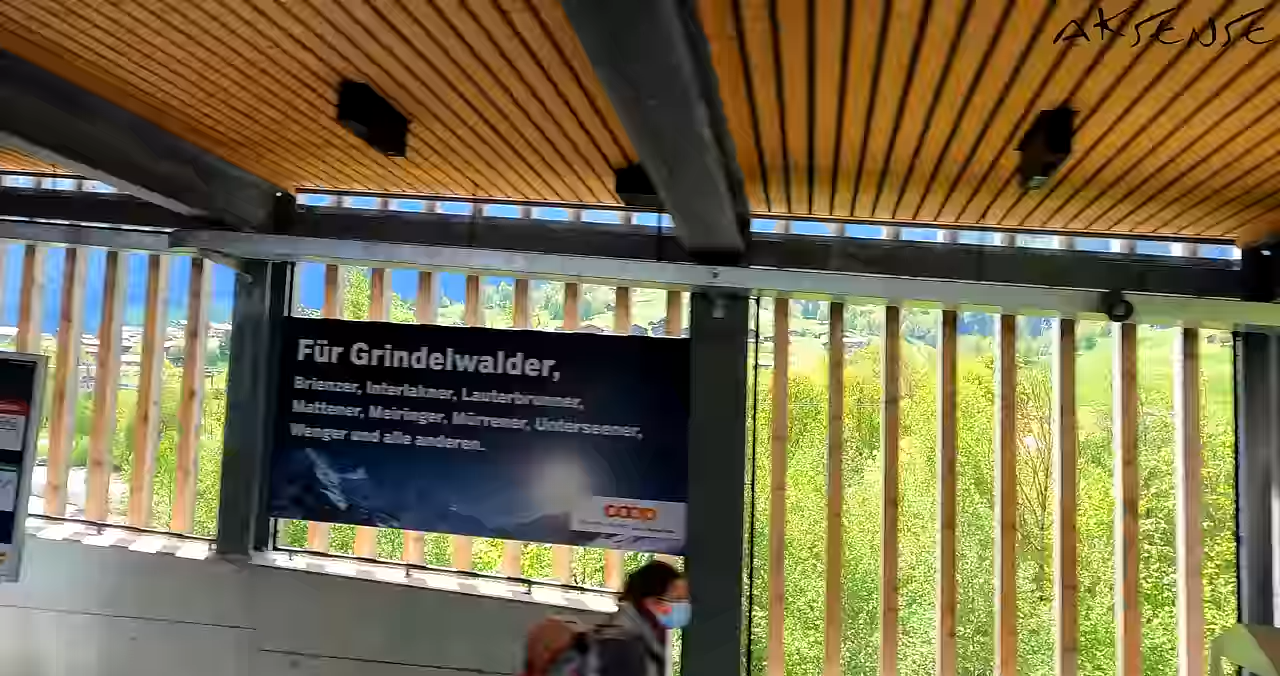 AKSENSE
Für Grindelwalder,
Brienzer, Interlakner, Lauterbrunner,
Mattener, Meiringer, Mürrener, Unterseener,
Wenger und alle anderen.
coop